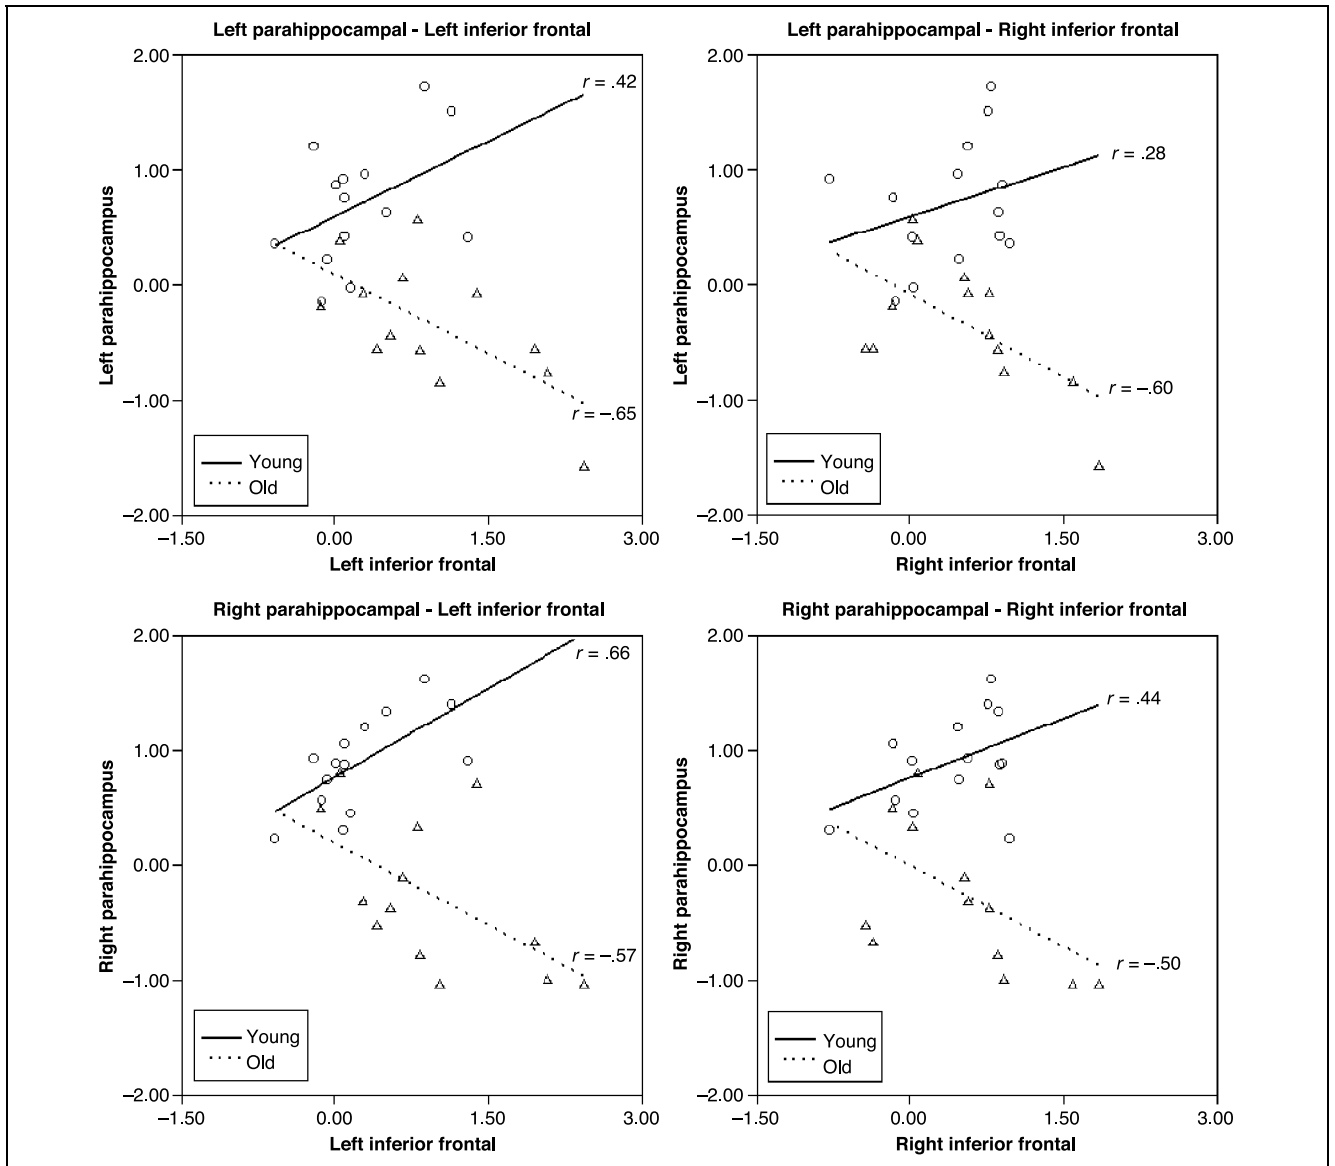 Left parahippocampal - Left inferior frontal
2.00
1.00
0.00
−1.00
−2.00
−1.50
0.00
1.50
3.00
Left parahippocampus
Left inferior frontal
r = .42
r = −.65
Young
Old
Left parahippocampal - Right inferior frontal
2.00
1.00
0.00
−1.00
−2.00
−1.50
0.00
1.50
3.00
Left parahippocampus
Right inferior frontal
r = .28
r = −.60
Young
Old
Right parahippocampal - Left inferior frontal
2.00
1.00
0.00
−1.00
−2.00
−1.50
0.00
1.50
3.00
Right parahippocampus
Left inferior frontal
r = .66
r = −.57
Young
Old
Right parahippocampal - Right inferior frontal
2.00
1.00
0.00
−1.00
−2.00
−1.50
0.00
1.50
3.00
Right parahippocampus
Right inferior frontal
r = .44
r = −.50
Young
Old